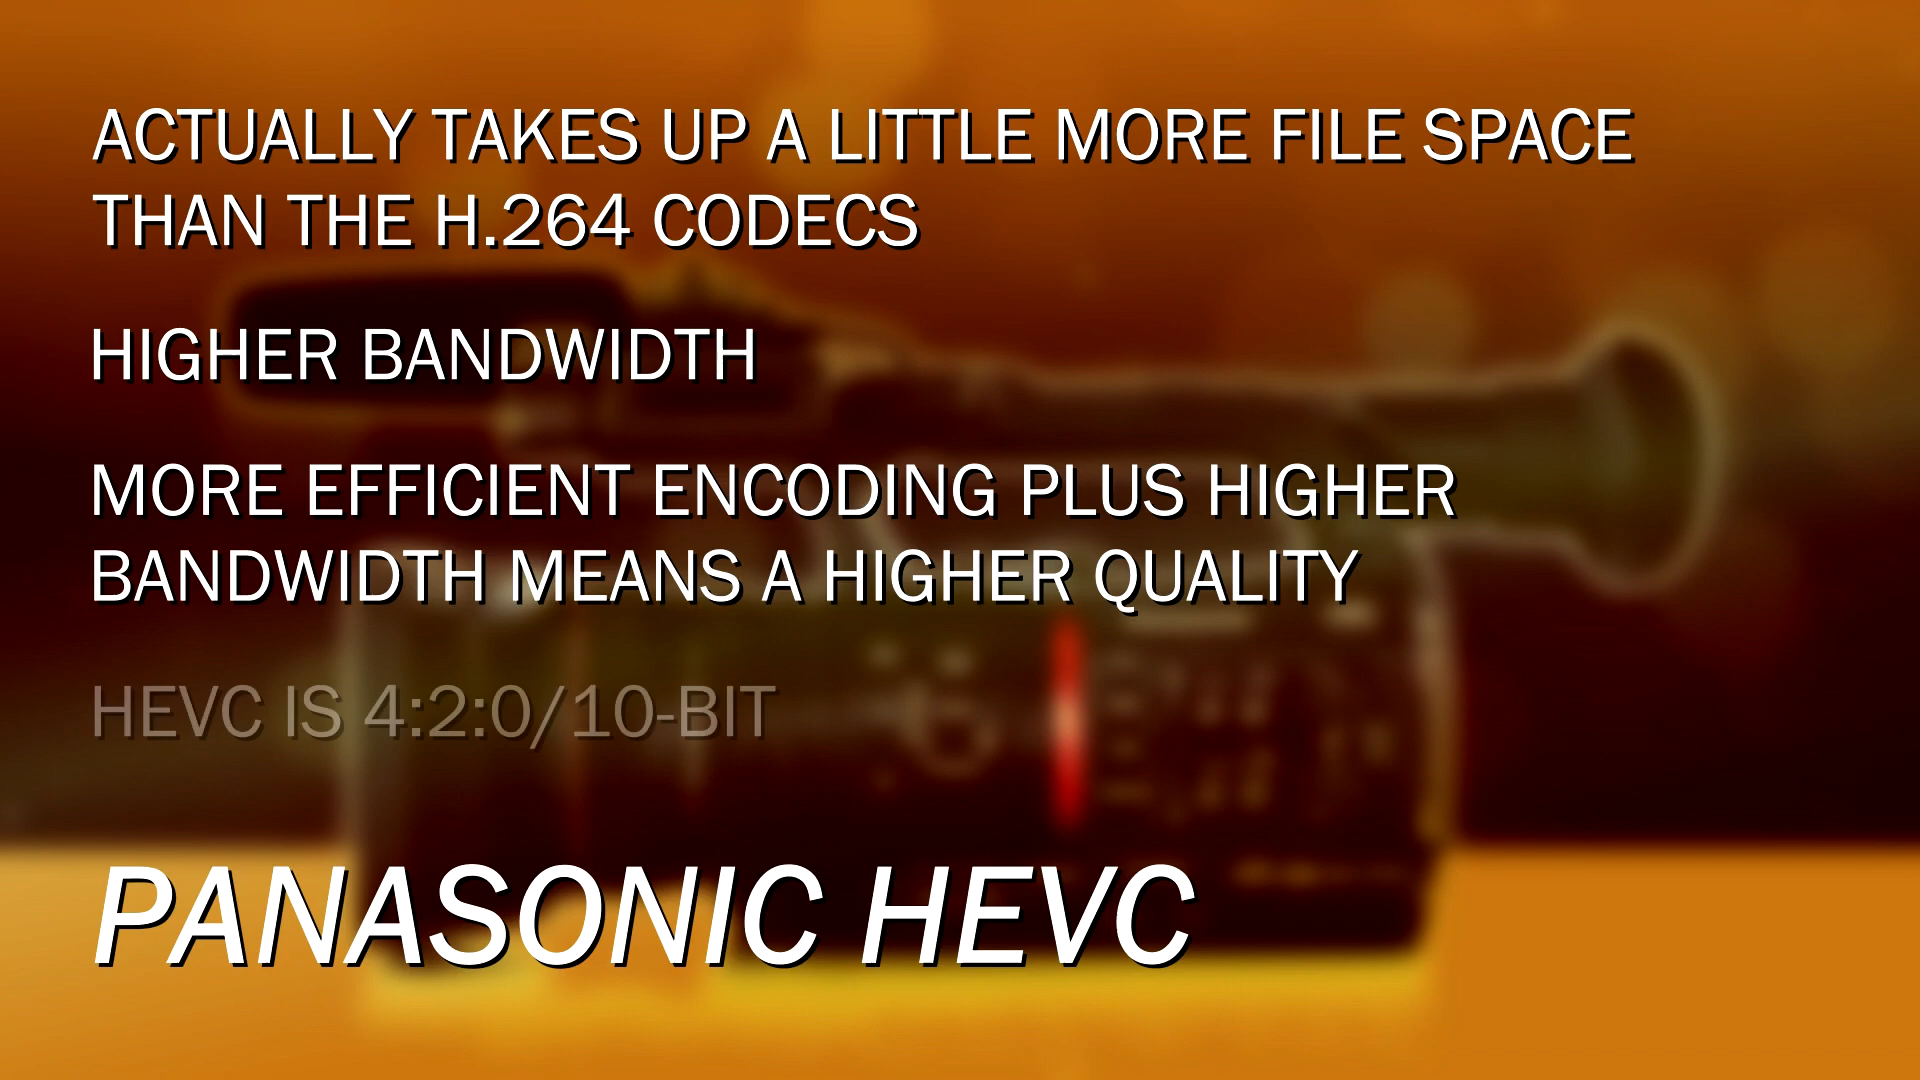 ACTUALLY TAKES UP A LITTLE MORE FILE SPACE
THAN THE H.264 CODECS
HIGHER BANDWIDTH
MORE EFFICIENT ENCODING PLUS HIGHER
BANDWIDTH MEANS A HIGHER QUALITY
HEVC IS 4:2:0/10-BIT
PANASONIC HEVC